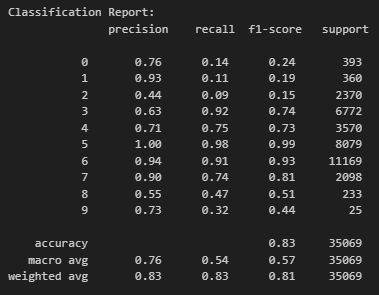 Classification Report:
precision recall f1-score support
0 0.76 0.14 0.24 393
1 0.93 0.11 0.19 360
2 0.44 0.09 0.15 2370
3 0.63 0.92 0.74 6772
4 0.71 0.75 0.73 3570
5 1.00 0.98 0.99 8079
6 0.94 0.91 0.93 11169
7 0.90 0.74 0.81 2098
8 0.55 0.47 0.51 233
9 0.73 0.32 0.44 25
accuracy 0.83 35069
macro avg 0.76 0.54 0.57 35069
weighted avg 0.83 0.83 0.81 35069